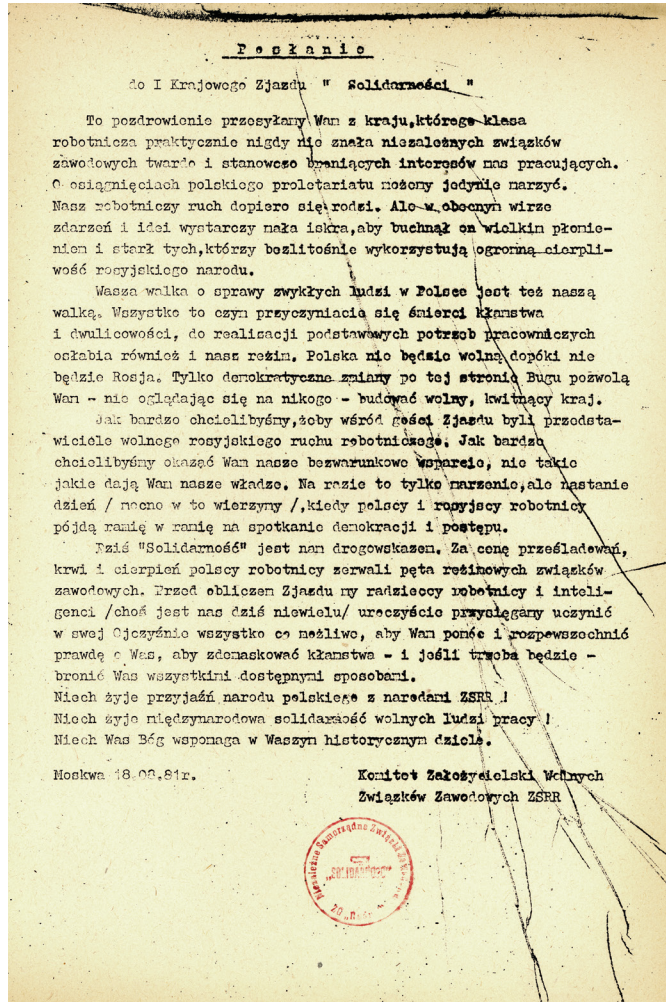 Posłanie
do I Krajowego Zjazdu " Solidarności "
To pozdrowienie przesyłamy Wam z kraju,którego klasa
robotnicza praktycznie nigdy nie znała niezależnych związków
zawodowych twardo i stanowczo broniących interesów mas pracujących.
O osiągnięciach polskiego proletariatu możemy jedynie marzyć.
Nasz robotniczy ruch dopiero się rodzi. Ale w obecnym wirze
zdarzeń i idei wystarczy mała iskra,aby buchnął on wielkim płomie-
niem i starł tych,którzy bezlitośnie wykorzystują ogromną cierpli-
wość rosyjskiego narodu.
Wasza walka o sprawy zwykłych ludzi w Polsce jest też naszą
walką. Wszystko to czym przyczyniacie się śmierci kłamstwa
i dwulicowości, do realizacji podstawowych potrzeb pracowniczych
osłabia również i nasz reżim. Polska nie będzie wolną dopóki nie
będzie Rosja. Tylko demokratyczne zmiany po tej stronie Bugu pozwolą
Wam - nie oglądając się na nikogo - budować wolny, kwitnący kraj.
Jak bardzo chcielibyśmy,żeby wśród gości Zjazdu byli przedsta-
wiciele wolnego rosyjskiego ruchu robotniczego. Jak bardzo
chcielibyśmy okazać Wam nasze bezwarunkowe wsparcie, nie takie
jakie dają Wam nasze władze. Na razie to tylko marzenie,ale nastanie
dzień / mocno w to wierzymy /,kiedy polscy i rosyjscy robotnicy
pójdą ramię w ramię na spotkanie demokracji i postępu.
Dziś "Solidarność" jest nam drogowskazem. Za cenę prześladowań,
krwi i cierpień polscy robotnicy zerwali pęta reżimowych związków
zawodowych. Przed obliczem Zjazdu my radzieccy robotnicy i inteli-
genci /choć jest nas dziś niewielu/ uroczyście przysięgamy uczynić
w swej Ojczyźnie wszystko co możliwe, aby Wam pomóc i rozpowszechnić
prawdę o Was, aby zdemaskować kłamstwa - i jeśli trzeba będzie -
bronić Was wszystkimi dostępnymi sposobami.
Niech żyje przyjaźń narodu polskiego z narodami ZSRR !
Niech żyje międzynarodowa solidarność wolnych ludzi pracy !
Niech Was Bóg wspomaga w Waszym historycznym dziele.
Moskwa 18.09.81r.
Komitet Założycielski Wolnych
Związków Zawodowych ZSRR
Niezależne Samorządne Związki Zawodowe
"SOLIDARNOŚĆ"